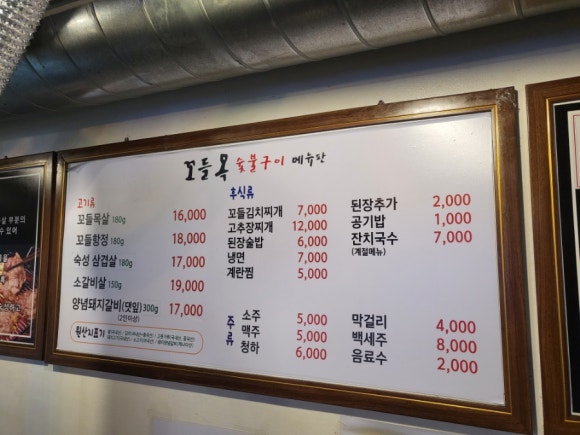 꼬들목 숯불구이 메뉴판
고기류
꼬들목살 180g 16,000
꼬들항정 180g 18,000
숙성 삼겹살 180g 17,000
소갈비살 150g 19,000
양념돼지갈비(댓잎) 300g 17,000
(2인이상)
원산지표기
후식류
꼬들김치찌개 7,000
고추장찌개 12,000
된장술밥 6,000
냉면 7,000
계란찜 5,000
된장추가 2,000
공기밥 1,000
잔치국수 7,000
(계절메뉴)
주류
소주 5,000
맥주 5,000
청하 6,000
막걸리 4,000
백세주 8,000
음료수 2,000